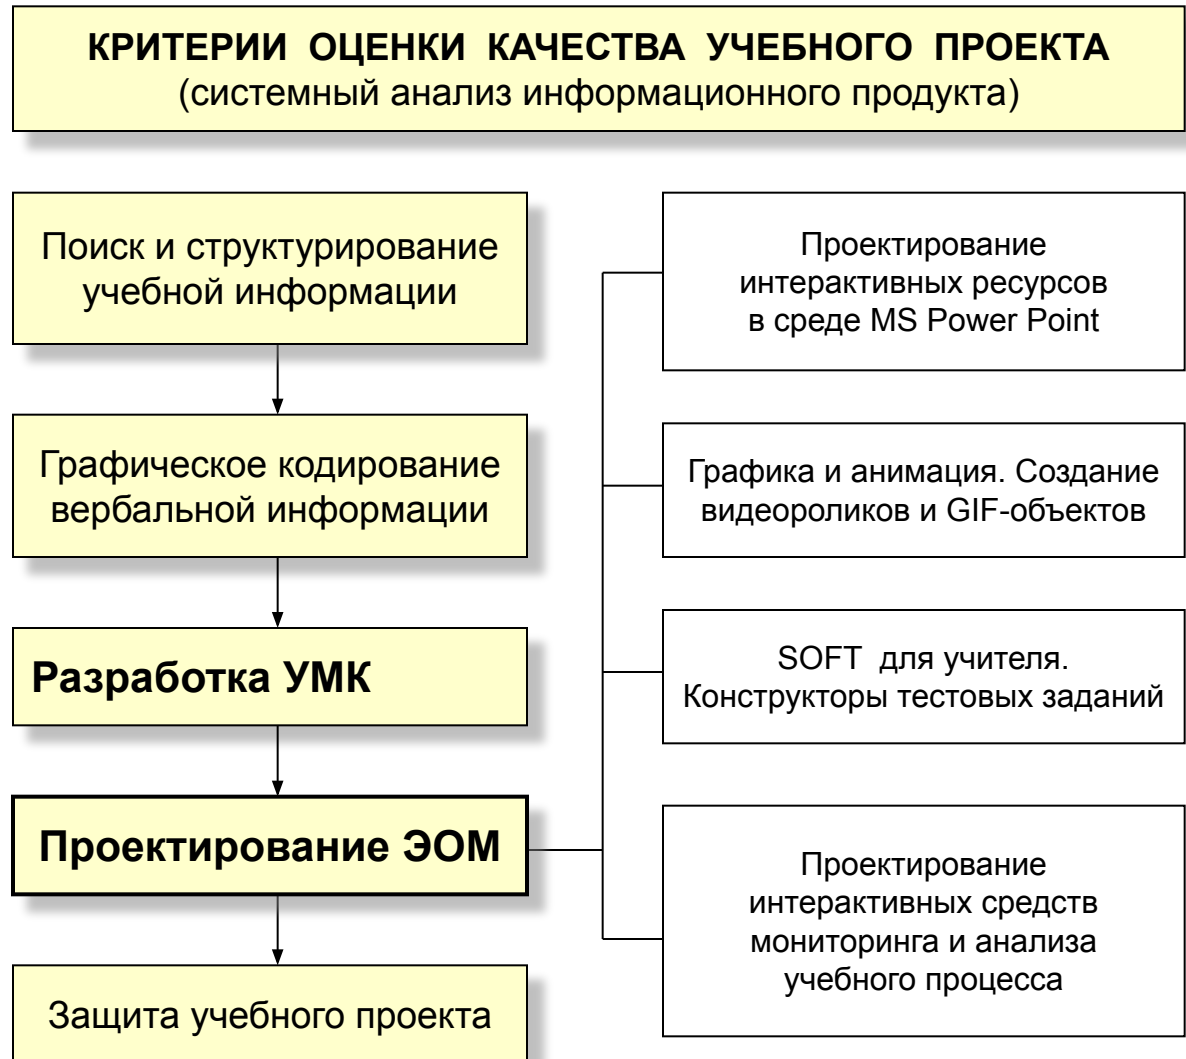 КРИТЕРИИ ОЦЕНКИ КАЧЕСТВА УЧЕБНОГО ПРОЕКТА
(системный анализ информационного продукта)
Поиск и структурирование
учебной информации
Графическое кодирование
вербальной информации
Разработка УМК
Проектирование ЭОМ
Защита учебного проекта
Проектирование
интерактивных ресурсов
в среде MS Power Point
Графика и анимация. Создание
видеороликов и GIF-объектов
SOFT для учителя.
Конструкторы тестовых заданий
Проектирование
интерактивных средств
мониторинга и анализа
учебного процесса